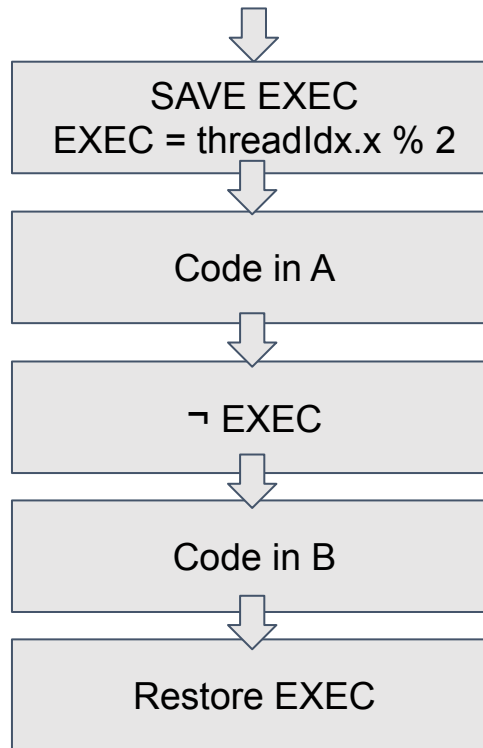 SAVE EXEC
EXEC = threadIdx.x % 2
Code in A
¬ EXEC
Code in B
Restore EXEC